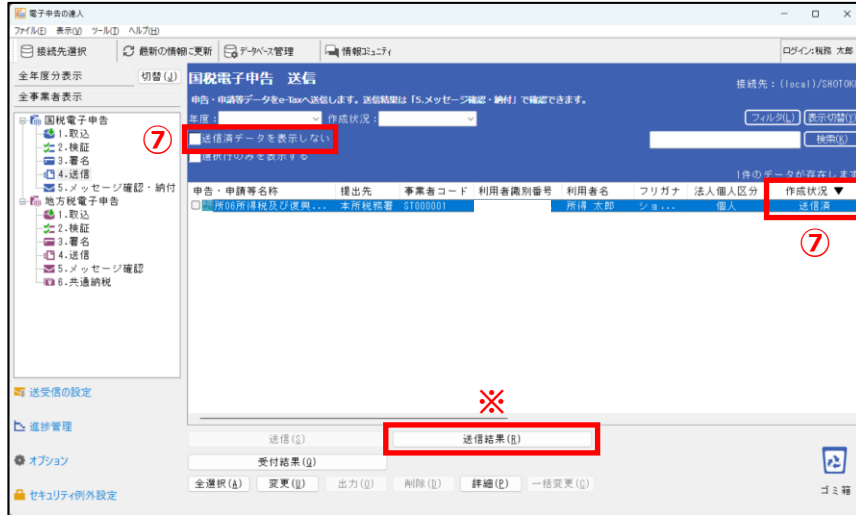 電子申告の達人
ファイル(F) 表示(V) ツール(T) ヘルプ(H)
接続先選択 最新の情報に更新 データベース管理 情報コミュニティ ログイン:税務 太郎
全年度分表示 切替(J)
全事業者表示
国税電子申告
1.取込
2.検証
3.署名
4.送信
5.メッセージ確認・納付
地方税電子申告
1.取込
2.検証
3.署名
4.送信
5.メッセージ確認
6.共通納税
送受信の設定
進捗管理
オプション
セキュリティ例外設定
国税電子申告 送信
接続先:(local)/SHOTOKU
申告・申請等データをe-Taxへ送信します。送信結果は「5.メッセージ確認・納付」で確認できます。
年度: 作成状況: フィルタ(L) 表示切替(Y)
⑦ 送信済データを表示しない 検索(K)
選択行のみを表示する
1件のデータが存在します
申告・申請等名称 提出先 事業者コード 利用者識別番号 利用者名 フリガナ 法人個人区分 作成状況 ▼
所06所得税及び復興... 本所税務署 ST000001 所得 太郎 ショ... 個人 送信済
⑦
※
送信(S) 送信結果(R)
受付結果(Q)
全選択(A) 変更(U) 出力(O) 削除(D) 詳細(P) 一括変更(C)
ゴミ箱